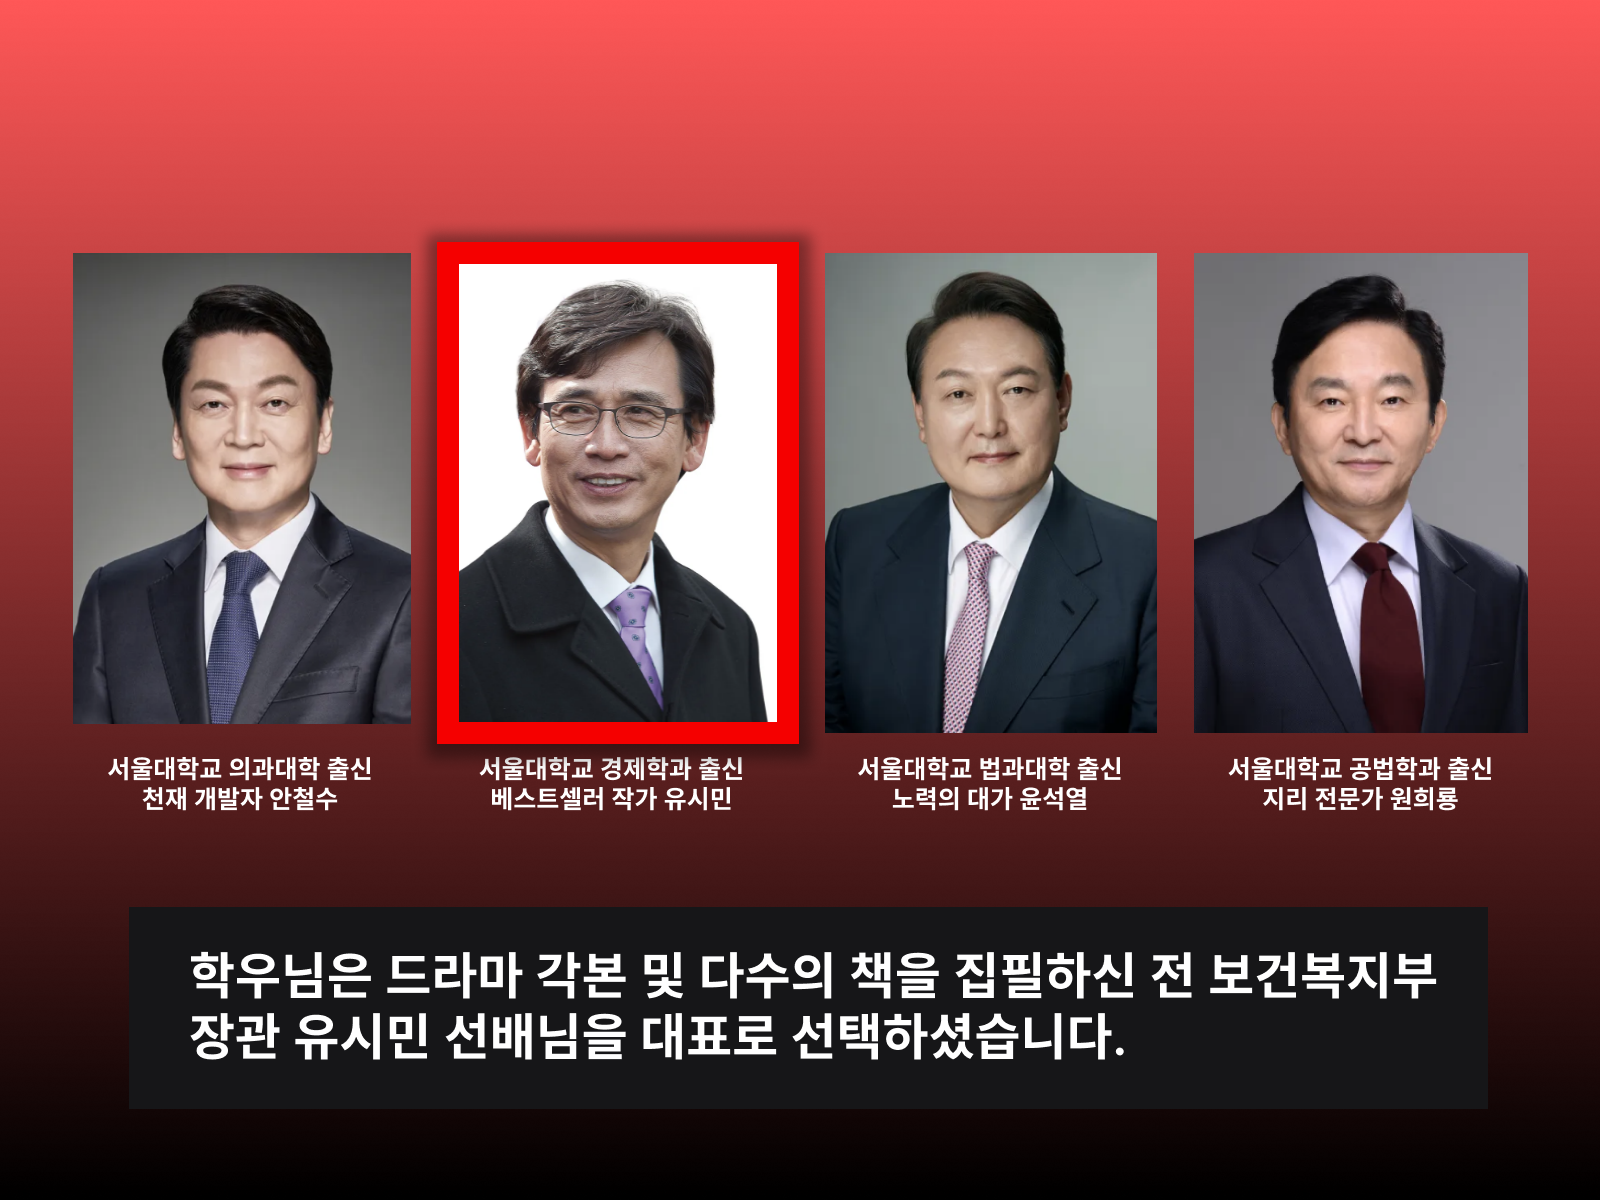 서울대학교 의과대학 출신
천재 개발자 안철수
서울대학교 경제학과 출신
베스트셀러 작가 유시민
서울대학교 법과대학 출신
노력의 대가 윤석열
서울대학교 공법학과 출신
지리 전문가 원희룡
학우님은 드라마 각본 및 다수의 책을 집필하신 전 보건복지부
장관 유시민 선배님을 대표로 선택하셨습니다.